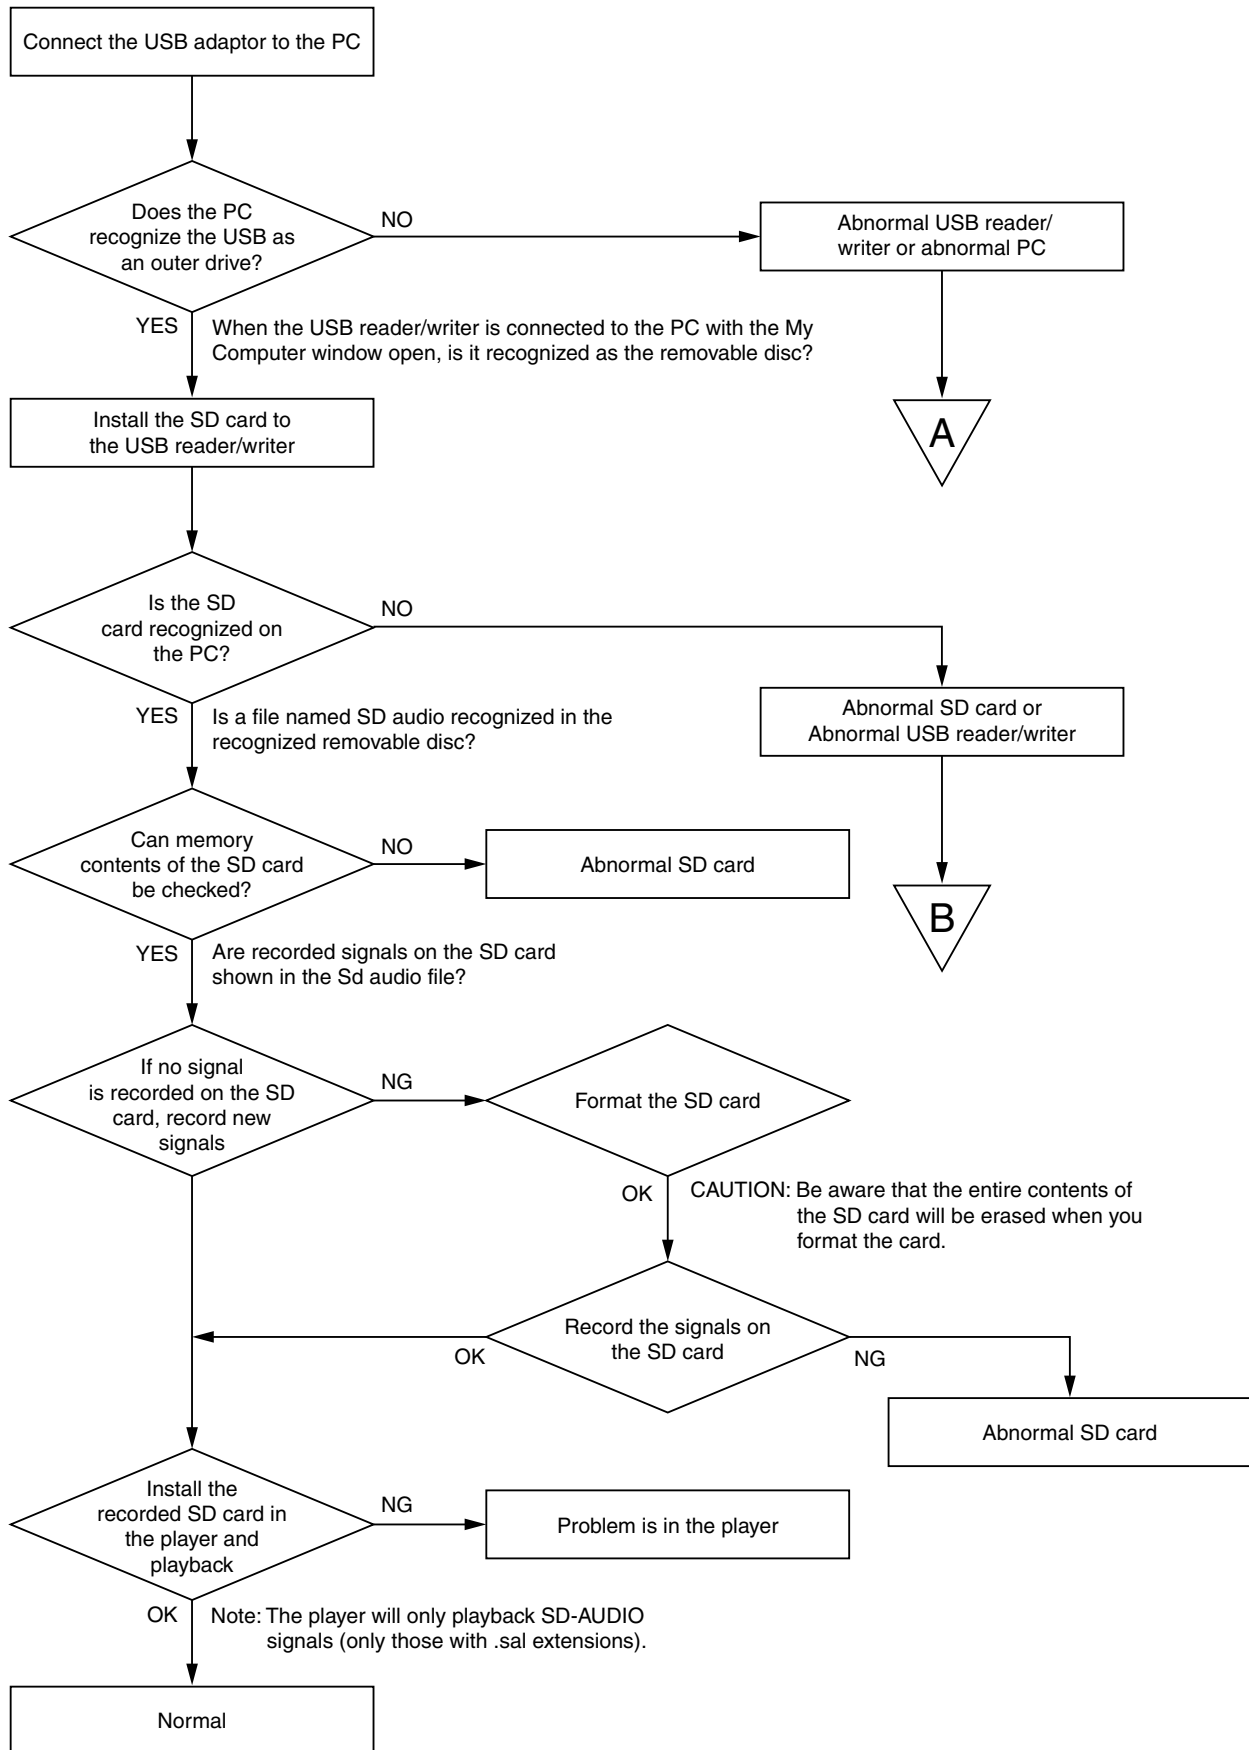 Connect the USB adaptor to the PC
Does the PC
recognize the USB as
an outer drive?
NO
Abnormal USB reader/
writer or abnormal PC
YES
When the USB reader/writer is connected to the PC with the My
Computer window open, is it recognized as the removable disc?
A
Install the SD card to
the USB reader/writer
Is the SD
card recognized on
the PC?
NO
Abnormal SD card or
Abnormal USB reader/writer
YES
Is a file named SD audio recognized in the
recognized removable disc?
Can memory
contents of the SD card
be checked?
NO
Abnormal SD card
B
YES
Are recorded signals on the SD card
shown in the Sd audio file?
If no signal
is recorded on the SD
card, record new
signals
NG
Format the SD card
OK
CAUTION: Be aware that the entire contents of
the SD card will be erased when you
format the card.
Record the signals on
the SD card
OK
NG
Abnormal SD card
Install the
recorded SD card in
the player and
playback
NG
Problem is in the player
OK
Note: The player will only playback SD-AUDIO
signals (only those with .sal extensions).
Normal